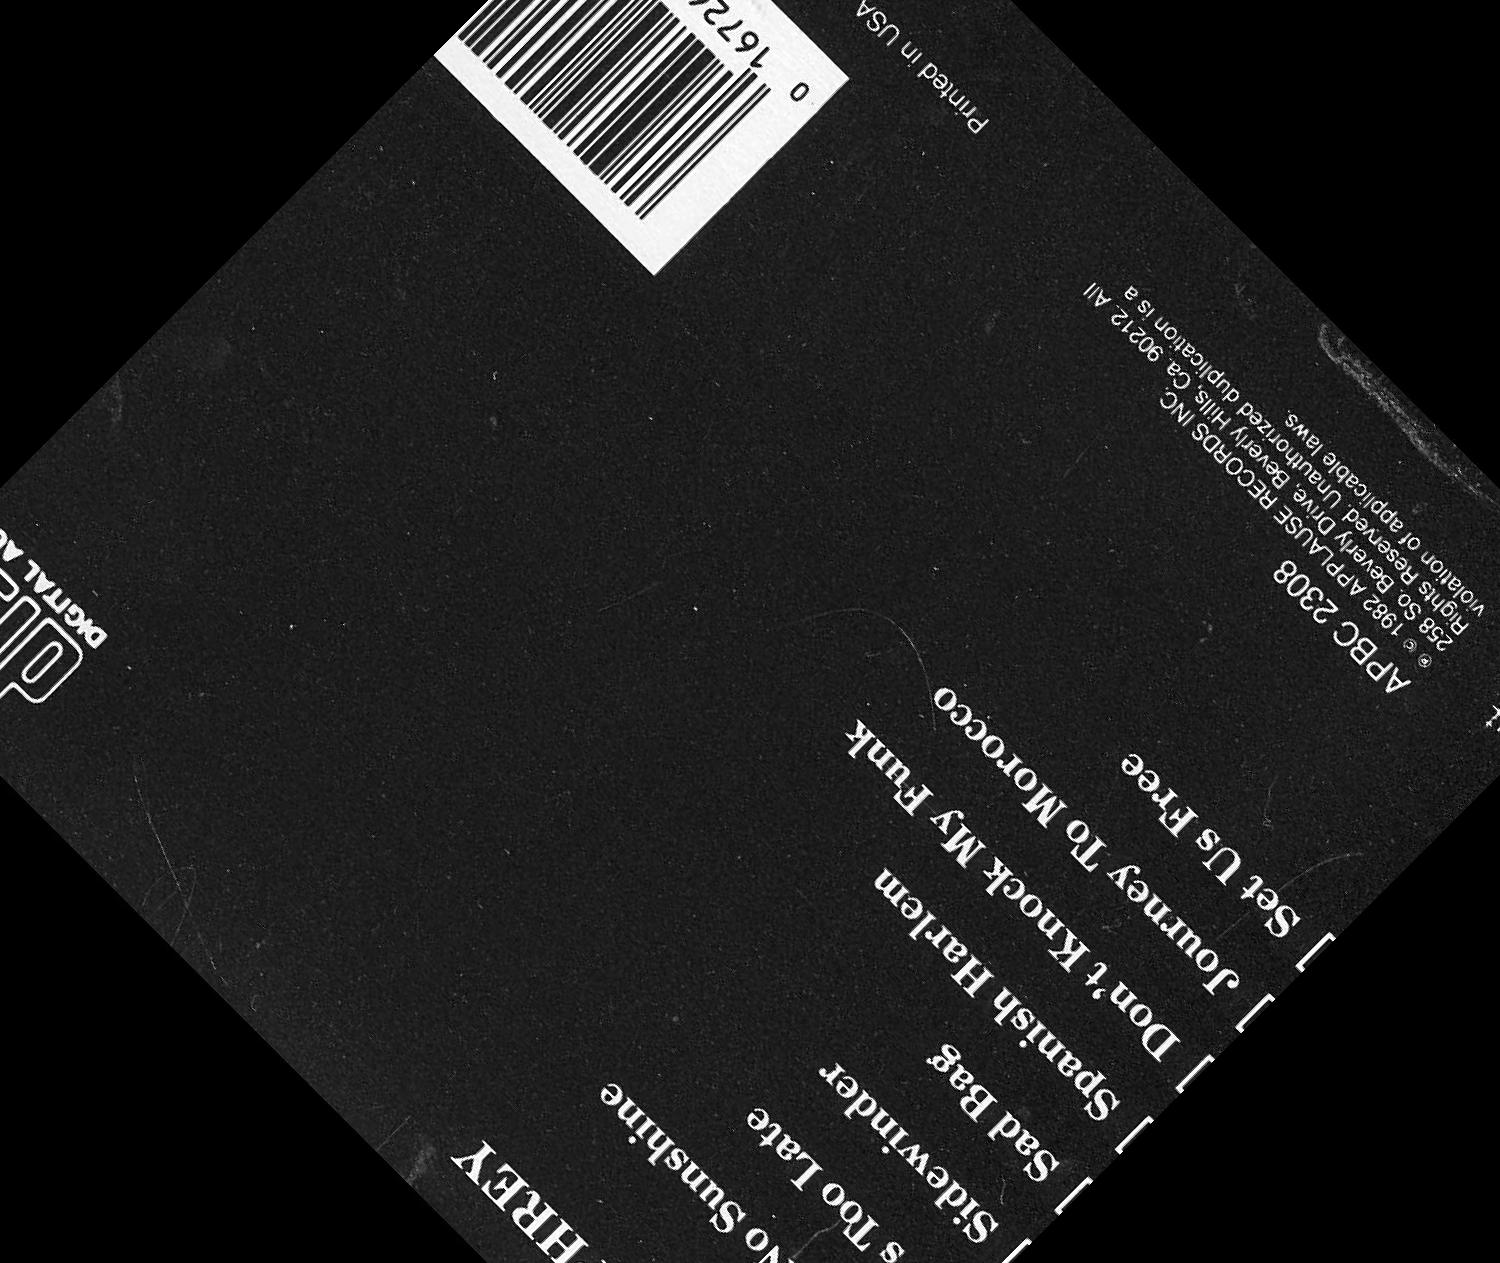 HREY
No Sunshine
s Too Late
Sidewinder
Sad Bag
Spanish Harlem
Don't Knock My Funk
Journey To Morocco
Set Us Free
APBC 2308
℗ © 1982 APPLAUSE RECORDS INC.
258 So. Beverly Drive, Beverly Hills, Ca. 90212. All
Rights Reserved. Unauthorized duplication is a
violation of applicable laws.
DIGITAL
0 1672
Printed in USA